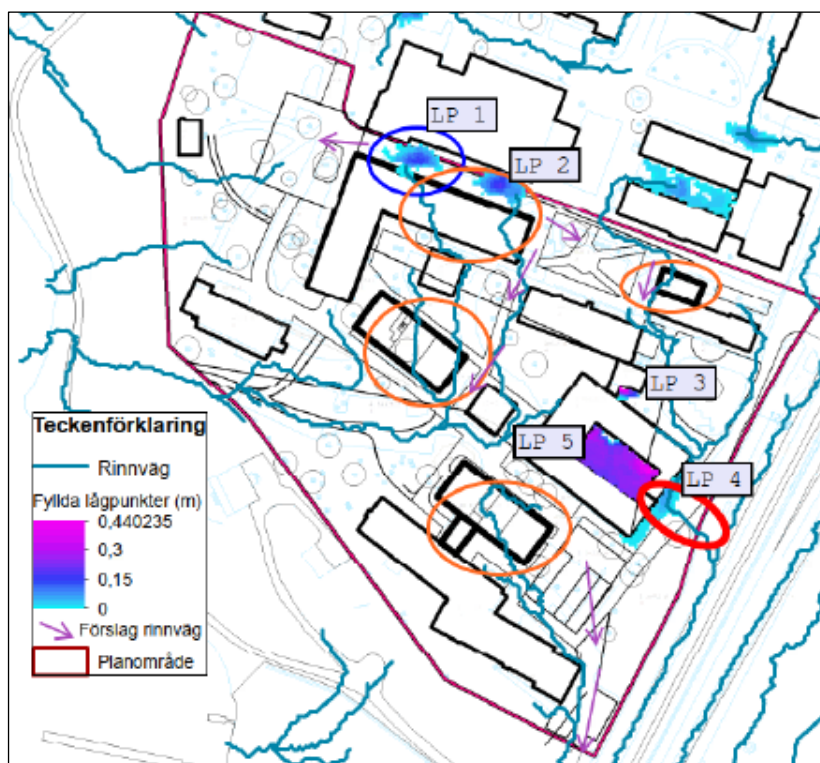 LP 1
LP 2
LP 3
LP 5
LP 4
Teckenförklaring
Rinnväg
Fyllda lågpunkter (m)
0,440235
0,3
0,15
0
Förslag rinnväg
Planområde